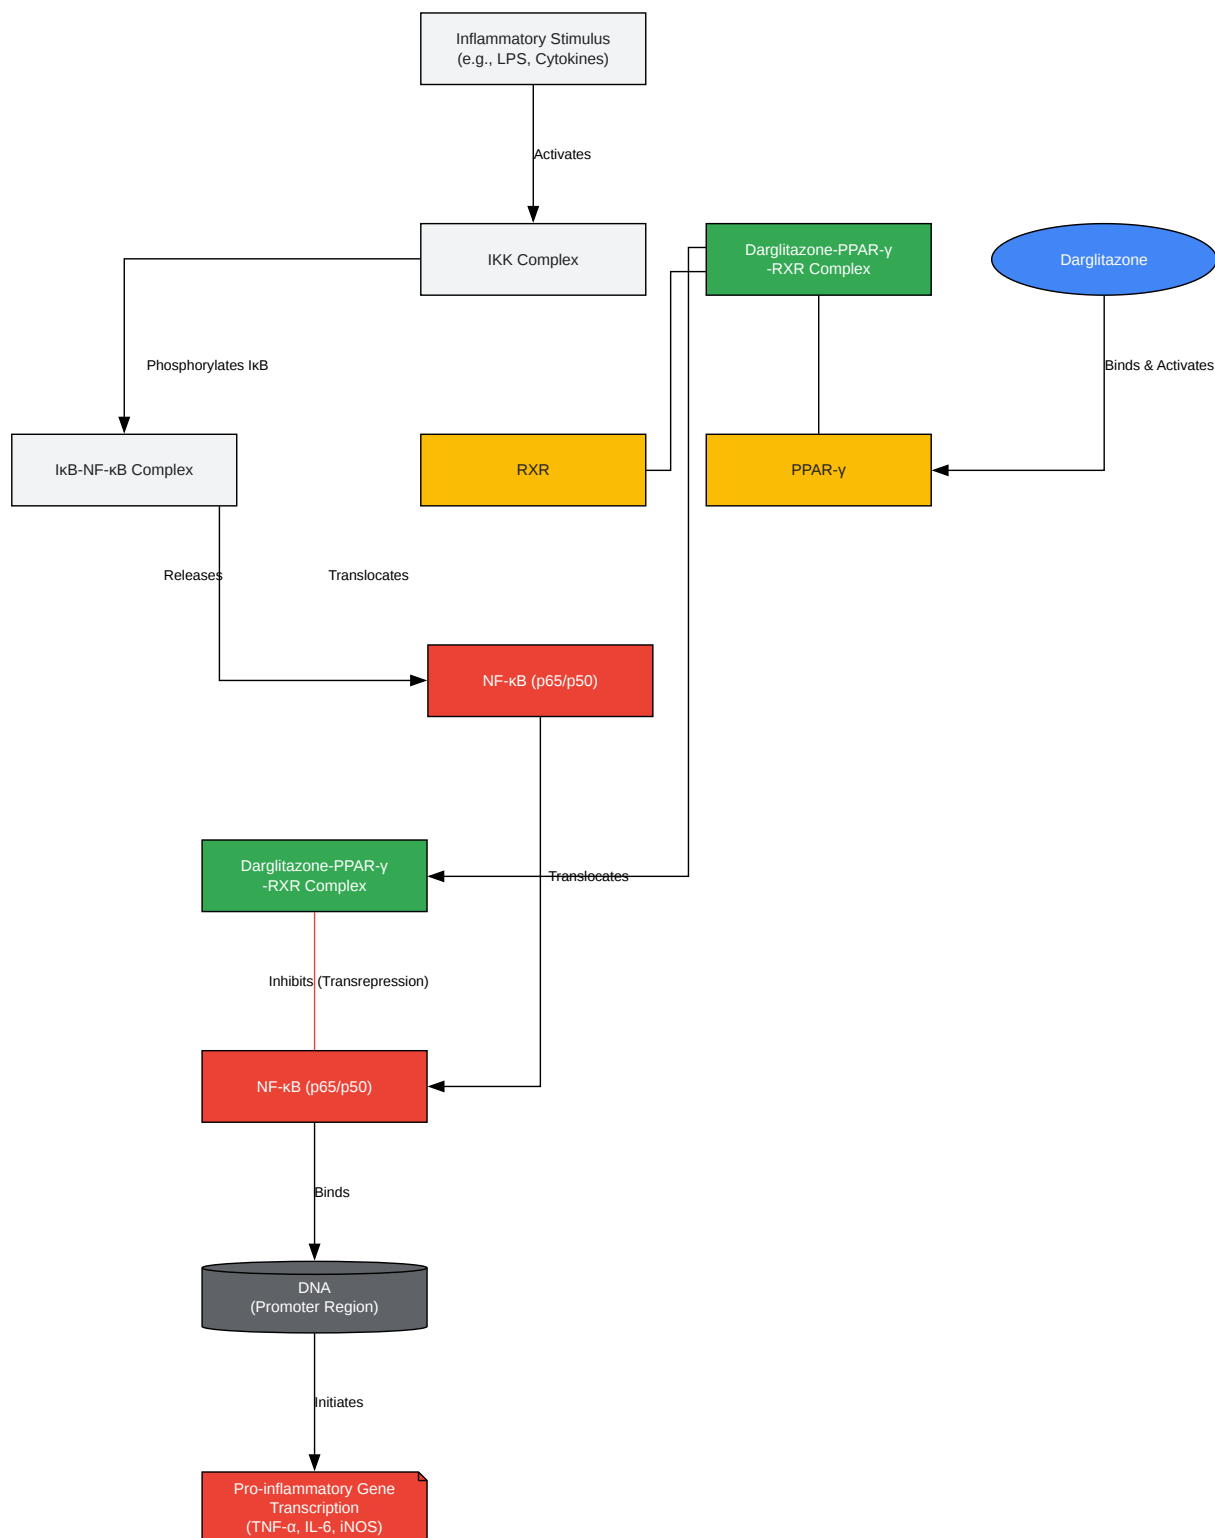 Inflammatory Stimulus
(e.g., LPS, Cytokines)
Activates
IKK Complex
Darglitazone-PPAR-γ
-RXR Complex
Darglitazone
Phosphorylates IκB
Binds & Activates
IκB-NF-κB Complex
RXR
PPAR-γ
Releases
Translocates
NF-κB (p65/p50)
Darglitazone-PPAR-γ
-RXR Complex
Translocates
Inhibits (Transrepression)
NF-κB (p65/p50)
Binds
DNA
(Promoter Region)
Initiates
Pro-inflammatory Gene
Transcription
(TNF-α, IL-6, iNOS)